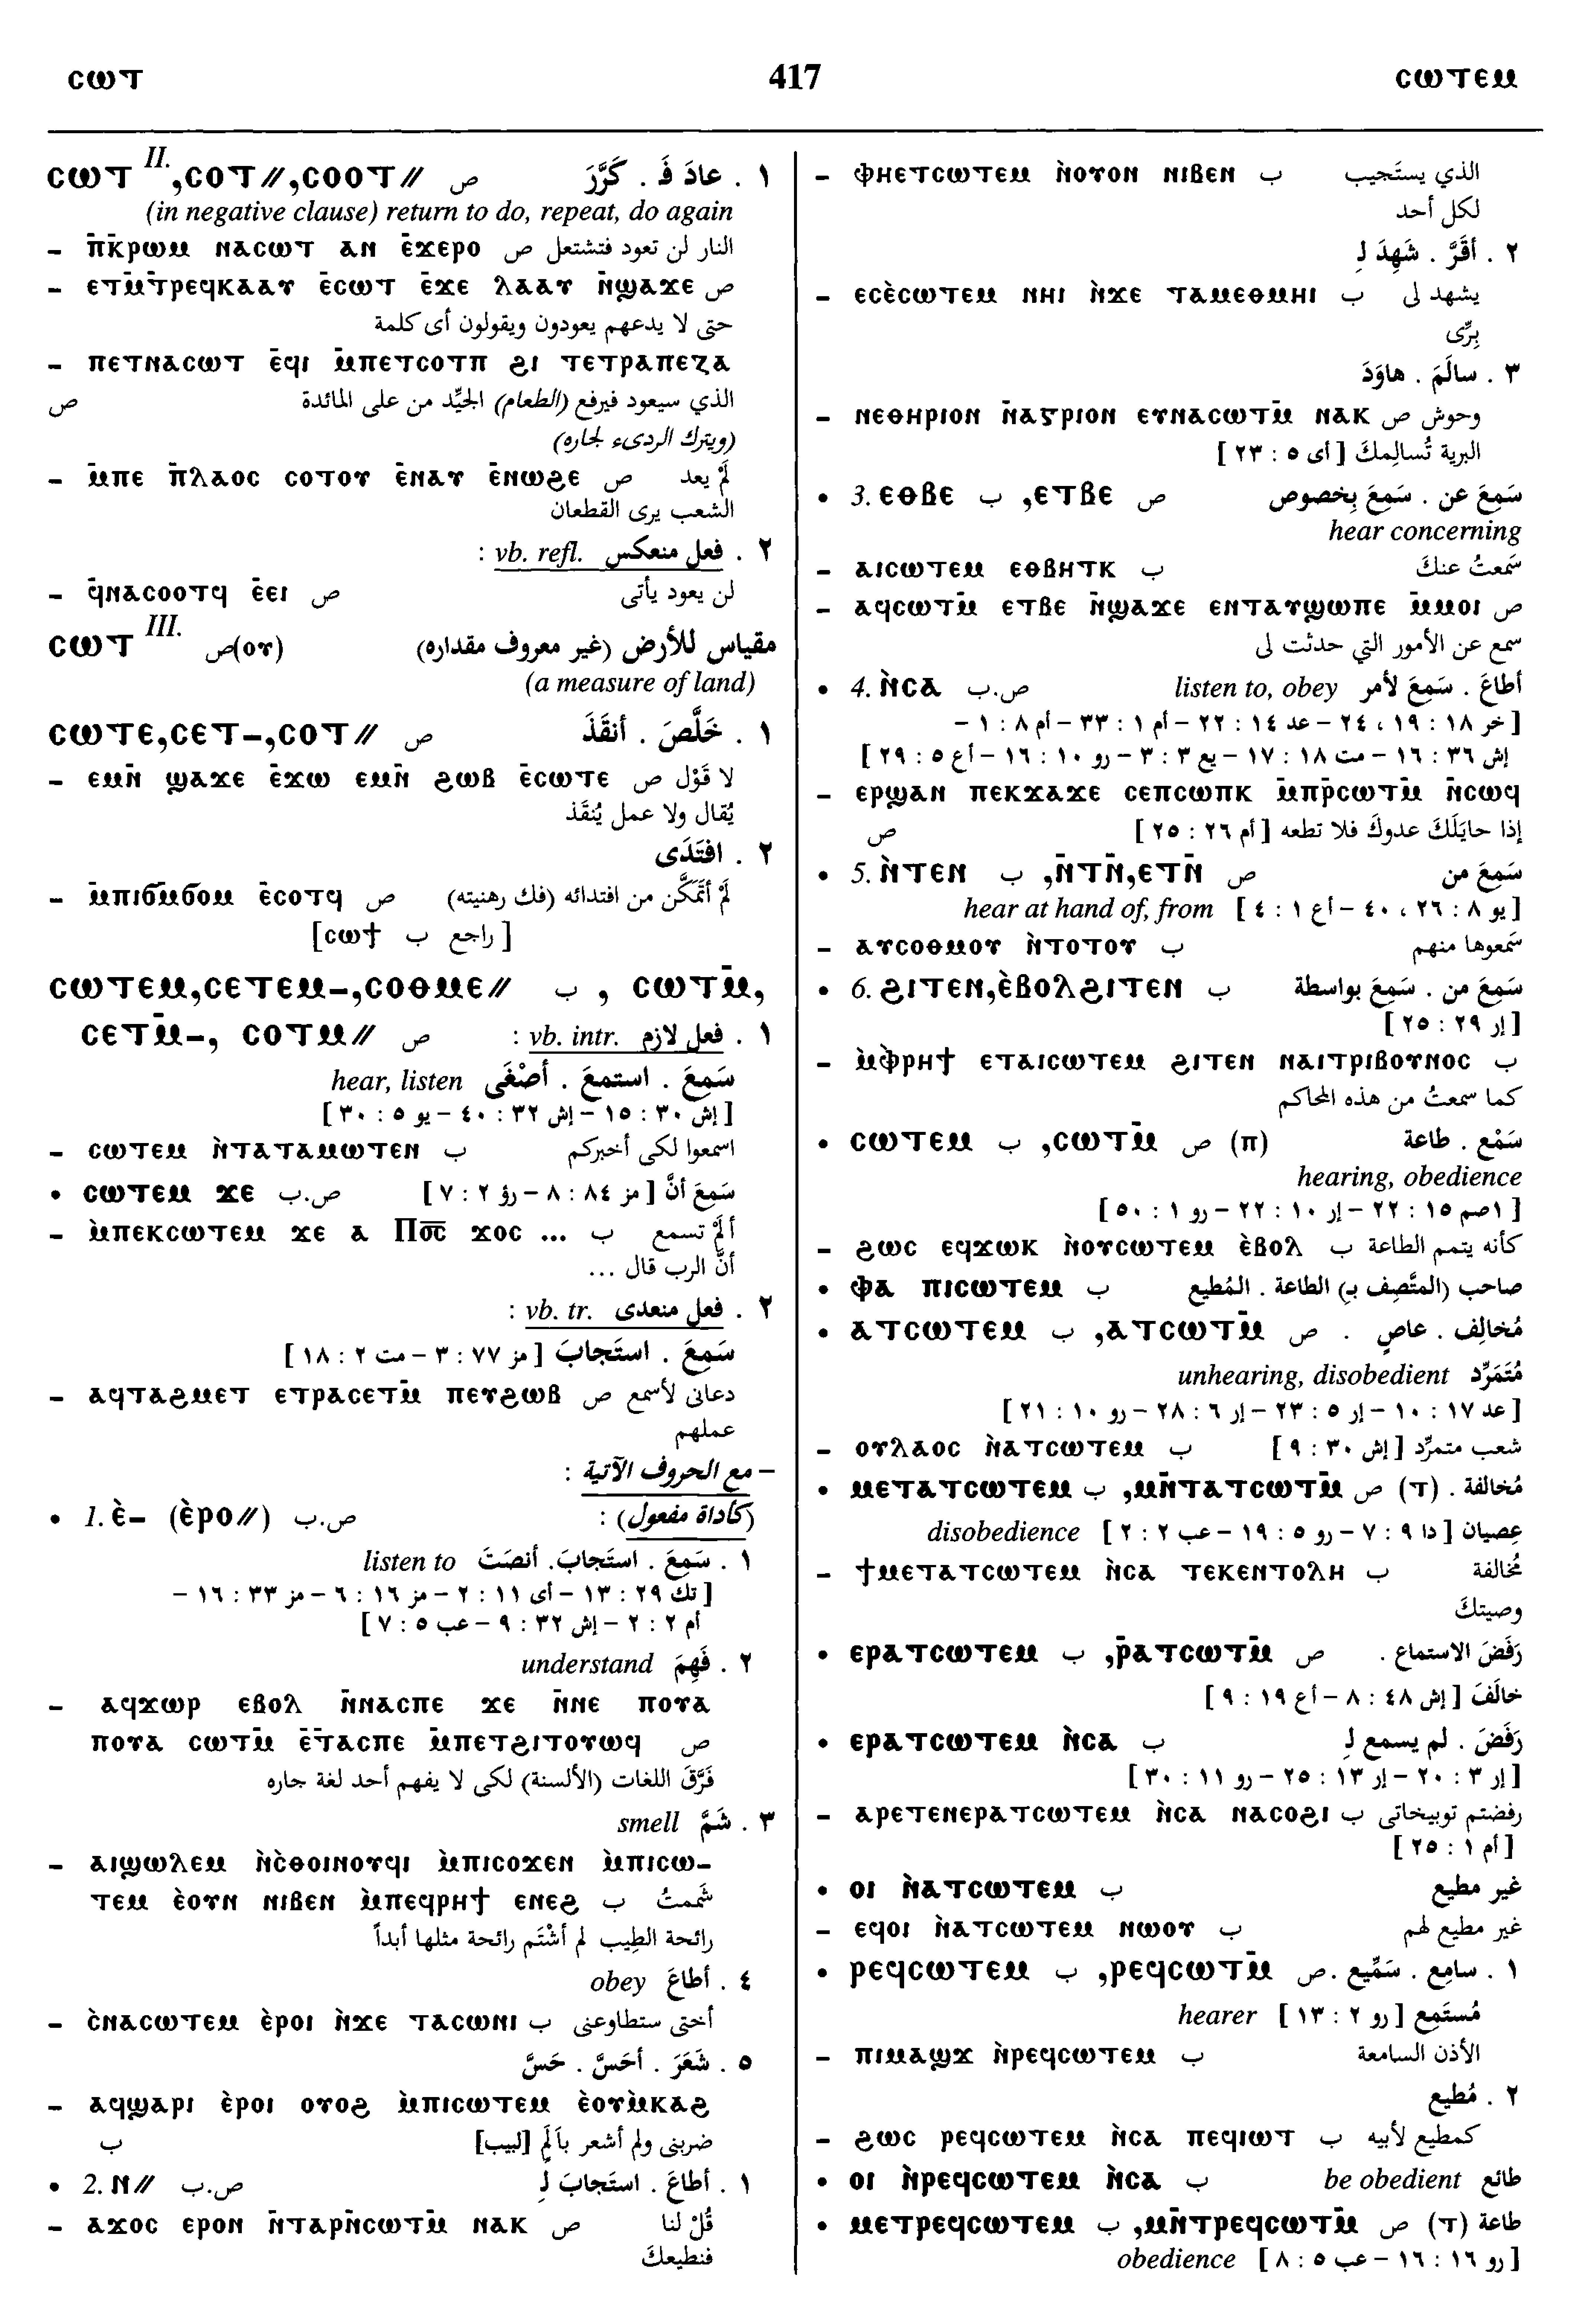 ⲥⲱⲧ 417 ⲥⲱⲧⲉⲙ
ⲥⲱⲧ II.,ⲥⲟⲧ//,ⲥⲟⲟⲧ// ص ١ . عادَ فَ . كَرَّرَ
(in negative clause) return to do, repeat, do again
– ⲡ̄ⲕⲣⲱⲙ ⲛⲁⲥⲱⲧ ⲁⲛ ⲉ̄ϫⲉⲣⲟ ص النار لن تعود فتشتعل
– ⲉⲧⲙ̄ⲧⲣⲉϥⲕⲁⲁⲩ ⲉ̄ⲥⲱⲧ ⲉ̄ϫⲉ ⲗⲁⲁⲩ ⲛ̄ϣⲁϫⲉ ص
حتى لا يدعهم يعودون ويقولون أى كلمة
– ⲡⲉⲧⲛⲁⲥⲱⲧ ⲉ̄ϥⲓ ⲙ̄ⲡⲉⲧⲥⲟⲧⲡ ϩⲓ ⲧⲉⲧⲣⲁⲡⲉⲍⲁ
الذي سيعود فيرفع (الطعام) الجيِّد من على المائدة ص
(ويترك الردىء لجاره)
– ⲙ̄ⲡⲉ ⲡ̄ⲗⲁⲟⲥ ⲥⲟⲧⲟⲩ ⲉ̄ⲛⲁⲩ ⲉ̄ⲛⲱϩⲉ ص لَمْ يعد
الشعب يرى القطعان
٢ . فعل منعكس vb. refl. :
– ϥ̄ⲛⲁⲥⲟⲟⲧϥ ⲉ̄ⲉⲓ ص لن يعود يأتى
ⲥⲱⲧ III. ص(ⲟⲩ) مقياس للأرض (غير معروف مقداره)
(a measure of land)
ⲥⲱⲧⲉ,ⲥⲉⲧ–,ⲥⲟⲧ// ص ١ . خَلَّصَ . أنقَذَ
– ⲉⲙⲛ̄ ϣⲁϫⲉ ⲉ̄ϫⲱ ⲉⲙⲛ̄ ϩⲱⲃ ⲉ̄ⲥⲱⲧⲉ ص لا قَوْل
يُقال ولا عمل يُنقَذ
٢ . افتَدَى
– ⲙ̄ⲡⲓϭⲙ̄ϭⲟⲙ ⲉ̄ⲥⲟⲧϥ ص لَمْ أتمَكَّن من افتدائه (فك رهنيته)
[ راجع ب ⲥⲱϯ]
ⲥⲱⲧⲉⲙ,ⲥⲉⲧⲉⲙ–,ⲥⲟⲑⲙⲉ// ب , ⲥⲱⲧⲙ̄,
ⲥⲉⲧⲙ̄–, ⲥⲟⲧⲙ// ص ١ . فعل لازم vb. intr. :
سَمِعَ . استمعَ . أصْغَى hear, listen
[ إش ٣٠ : ١٥ – إش ٣٢ : ٤٠ – يو ٥ : ٣٠ ]
– ⲥⲱⲧⲉⲙ ⲛ̀ⲧⲁⲧⲁⲙⲱⲧⲉⲛ ب اسمعوا لكى أخبركم
• ⲥⲱⲧⲉⲙ ϫⲉ ص.ب سَمِعَ أنَّ [ مز ٨٤ : ٨ – رؤ ٢ : ٧ ]
– ⲙ̀ⲡⲉⲕⲥⲱⲧⲉⲙ ϫⲉ ⲁ Ⲡϭⲥ̅ ϫⲟⲥ ... ب ألَمْ تسمع
أنَّ الرب قال ...
٢ . فعل متعدى vb. tr. :
سَمِعَ . استَجابَ [ مز ٧٧ : ٣ – مت ٢ : ١٨ ]
– ⲁϥⲧⲁϩⲙⲉⲧ ⲉⲧⲣⲁⲥⲉⲧⲙ̄ ⲡⲉⲩϩⲱⲃ ص دعانى لأسمع
عملهم
– مع الحروف الآتية :
• 1. ⲉ̀– (ⲉ̀ⲣⲟ//) ص.ب (كأداة مفعول) :
١ . سَمِعَ . استَجابَ. أنصَتَ listen to
[ تك ٢٩ : ١٣ – أى ١١ : ٢ – مز ١٦ : ٦ – مز ٣٣ : ١٦ –
أم ٢ : ٢ – إش ٣٢ : ٩ – عب ٥ : ٧ ]
٢ . فَهِمَ understand
– ⲁϥϫⲱⲣ ⲉⲃⲟⲗ ⲛ̄ⲛⲁⲥⲡⲉ ϫⲉ ⲛ̄ⲛⲉ ⲡⲟⲩⲁ
ⲡⲟⲩⲁ ⲥⲱⲧⲙ̄ ⲉ̄ⲧ̄ⲁⲥⲡⲉ ⲙ̄ⲡⲉⲧϩⲓⲧⲟⲩⲱϥ ص
فَرَّقَ اللغات (الألسنة) لكى لا يفهم أحد لغة جاره
٣ . شَمَّ smell
– ⲁⲓϣⲱⲗⲉⲙ ⲛ̀ⲥ̀ⲑⲟⲓⲛⲟⲩϥⲓ ⲙ̀ⲡⲓⲥⲟϫⲉⲛ ⲙ̀ⲡⲓⲥⲱ–
ⲧⲉⲙ ⲉ̀ⲟⲩⲛ ⲛⲓⲃⲉⲛ ⲙ̀ⲡⲉϥⲣⲏϯ ⲉⲛⲉϩ ب شَمَمتُ
رائحة الطِيب لم أشْتَم رائحة مثلها أبداً
٤ . أطاعَ obey
– ⲥ̀ⲛⲁⲥⲱⲧⲉⲙ ⲉ̀ⲣⲟⲓ ⲛ̀ϫⲉ ⲧⲁⲥⲱⲛⲓ ب أختى ستطاوعنى
٥ . شَعَرَ . أحَسَّ . حَسَّ
– ⲁϥϣⲁⲣⲓ ⲉ̀ⲣⲟⲓ ⲟⲩⲟϩ ⲙ̀ⲡⲓⲥⲱⲧⲉⲙ ⲉ̀ⲟⲩⲙ̀ⲕⲁϩ
ضربنى ولم أشعر بألَمٍ [لبيب] ب
• 2. ⲛ// ص.ب ١ . أطاعَ . استَجابَ لِـ
– ⲁϫⲟⲥ ⲉⲣⲟⲛ ⲛ̄ⲧⲁⲣⲛ̄ⲥⲱⲧⲙ̄ ⲛⲁⲕ ص قُلْ لنا
فنطيعك
– ⲫⲏⲉⲧⲥⲱⲧⲉⲙ ⲛ̀ⲟⲩⲟⲛ ⲛⲓⲃⲉⲛ ب الذي يستَجيب
لكل أحد
٢ . أقَرَّ . شَهِدَ لِـ
– ⲉⲥⲉ̀ⲥⲱⲧⲉⲙ ⲛⲏⲓ ⲛ̀ϫⲉ ⲧⲁⲙⲉⲑⲙⲏⲓ ب يشهد لى
بِرِّى
٣ . سالَمَ . هاوَدَ
– ⲛⲉⲑⲏⲣⲓⲟⲛ ⲛ̄ⲁⲅⲣⲓⲟⲛ ⲉⲩⲛⲁⲥⲱⲧⲙ̄ ⲛⲁⲕ ص وحوش
البرية تُسالِمكَ [ أى ٥ : ٢٣ ]
• 3. ⲉⲑⲃⲉ ب ,ⲉⲧⲃⲉ ص سَمِعَ عن . سَمِعَ بِخصوص
hear concerning
– ⲁⲓⲥⲱⲧⲉⲙ ⲉⲑⲃⲏⲧⲕ ب سَمعتُ عنكَ
– ⲁϥⲥⲱⲧⲙ̄ ⲉⲧⲃⲉ ⲛ̄ϣⲁϫⲉ ⲉⲛⲧⲁⲩϣⲱⲡⲉ ⲙ̄ⲙⲟⲓ ص
سمع عن الأمور التي حدثت لى
• 4. ⲛ̀ⲥⲁ ص.ب أطاعَ . سَمِعَ لأمر listen to, obey
[ خر ١٨ : ١٩ ، ٢٤ – عد ١٤ : ٢٢ – أم ١ : ٣٣ – أم ٨ : ١ –
إش ٣٦ : ١٦ – مت ١٨ : ١٧ – يع ٣ : ٣ – رو ١٠ : ١٦ – أع ٥ : ٢٩ ]
– ⲉⲣϣⲁⲛ ⲡⲉⲕϫⲁϫⲉ ⲥⲉⲡⲥⲱⲡⲕ ⲙ̄ⲡⲣ̄ⲥⲱⲧⲙ̄ ⲛ̄ⲥⲱϥ
إذا حايَلَكَ عدوكَ فلا تطعه [ أم ٢٦ : ٢٥ ] ص
• 5. ⲛ̀ⲧⲉⲛ ب ,ⲛ̄ⲧⲛ̄,ⲉⲧⲛ̄ ص سَمِعَ من
hear at hand of, from [ يو ٨ : ٢٦ ، ٤٠ – أع ١ : ٤ ]
– ⲁⲩⲥⲟⲑⲙⲟⲩ ⲛ̀ⲧⲟⲧⲟⲩ ب سَمعوها منهم
• 6. ϩⲓⲧⲉⲛ,ⲉ̀ⲃⲟⲗϩⲓⲧⲉⲛ ب سَمِعَ من . سَمِعَ بواسطة
[ إر ٢٩ : ٢٥ ]
– ⲙ̀ⲫⲣⲏϯ ⲉⲧⲁⲓⲥⲱⲧⲉⲙ ϩⲓⲧⲉⲛ ⲛⲁⲓⲧⲣⲓⲃⲟⲩⲛⲟⲥ ب
كما سمعتُ من هذه المحاكم
• ⲥⲱⲧⲉⲙ ب ,ⲥⲱⲧⲙ̄ ص (ⲡ) سَمْع . طاعة
hearing, obedience
[ ١صم ١٥ : ٢٢ – إر ١٠ : ٢٢ – رو ١ : ٥٠ ]
– ϩⲱⲥ ⲉϥϫⲱⲕ ⲛ̀ⲟⲩⲥⲱⲧⲉⲙ ⲉ̀ⲃⲟⲗ ب كأنه يتمم الطاعة
• ⲫⲁ ⲡⲓⲥⲱⲧⲉⲙ ب صاحب (المتَّصِف بِـ) الطاعة . المُطيع
• ⲁⲧⲥⲱⲧⲉⲙ ب ,ⲁⲧⲥⲱⲧⲙ̄ ص . مُخالِف . عاصٍ
مُتَمَرِّد unhearing, disobedient
[ عد ١٧ : ١٠ – إر ٥ : ٢٣ – إر ٦ : ٢٨ – رو ١٠ : ٢١ ]
– ⲟⲩⲗⲁⲟⲥ ⲛ̀ⲁⲧⲥⲱⲧⲉⲙ ب شعب متمرِّد [ إش ٣٠ : ٩ ]
• ⲙⲉⲧⲁⲧⲥⲱⲧⲉⲙ ب ,ⲙⲛ̄ⲧⲁⲧⲥⲱⲧⲙ̄ ص (ⲧ) مُخالفة .
عِصيان [ دا ٩ : ٧ – رو ٥ : ١٩ – عب ٢ : ٢ ] disobedience
– ϯⲙⲉⲧⲁⲧⲥⲱⲧⲉⲙ ⲛ̀ⲥⲁ ⲧⲉⲕⲉⲛⲧⲟⲗⲏ ب مُخالفة
وصيتكَ
• ⲉⲣⲁⲧⲥⲱⲧⲉⲙ ب ,ⲣ̄ⲁⲧⲥⲱⲧⲙ̄ ص رَفَضَ الاستماع .
خالَفَ [ إش ٤٨ : ٨ – أع ١٩ : ٩ ]
• ⲉⲣⲁⲧⲥⲱⲧⲉⲙ ⲛ̀ⲥⲁ ب رَفَضَ . لم يسمع لِـ
[ إر ٣ : ٢٠ – إر ١٣ : ٢٥ – رو ١١ : ٣٠ ]
– ⲁⲣⲉⲧⲉⲛⲉⲣⲁⲧⲥⲱⲧⲉⲙ ⲛ̀ⲥⲁ ⲛⲁⲥⲟϩⲓ ب رفضتم توبيخاتى
[ أم ١ : ٢٥ ]
• ⲟⲓ ⲛ̀ⲁⲧⲥⲱⲧⲉⲙ ب غير مطيع
– ⲉϥⲟⲓ ⲛ̀ⲁⲧⲥⲱⲧⲉⲙ ⲛⲱⲟⲩ ب غير مطيع لهم
• ⲣⲉϥⲥⲱⲧⲉⲙ ب ,ⲣⲉϥⲥⲱⲧⲙ̄ ص. ١ . سامِع . سَمِّيع .
مُستَمِع [ رو ٢ : ١٣ ] hearer
– ⲡⲓⲙⲁϣϫ ⲛ̀ⲣⲉϥⲥⲱⲧⲉⲙ ب الأذن السامعة
٢ . مُطيع
– ϩⲱⲥ ⲣⲉϥⲥⲱⲧⲉⲙ ⲛ̀ⲥⲁ ⲡⲉϥⲓⲱⲧ ب كمطيع لأبيه
• ⲟⲓ ⲛ̀ⲣⲉϥⲥⲱⲧⲉⲙ ⲛ̀ⲥⲁ ب طائع be obedient
• ⲙⲉⲧⲣⲉϥⲥⲱⲧⲉⲙ ب ,ⲙⲛ̄ⲧⲣⲉϥⲥⲱⲧⲙ̄ ص (ⲧ) طاعة
[ رو ١٦ : ١٦ – عب ٥ : ٨ ] obedience